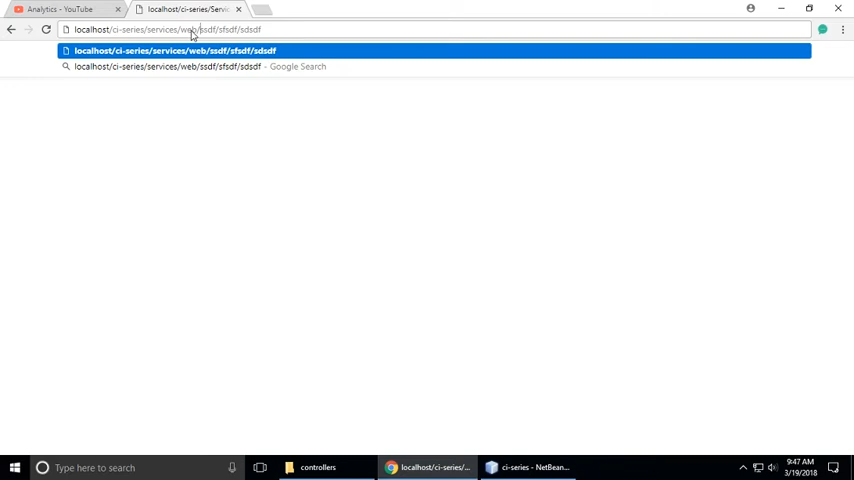 Analytics - YouTube
localhost/ci-series/Servic
localhost/ci-series/services/web/ssdf/sfsdf/sdsdf
localhost/ci-series/services/web/ssdf/sfsdf/sdsdf
localhost/ci-series/services/web/ssdf/sfsdf/sdsdf - Google Search
Type here to search
controllers
localhost/ci-series/...
ci-series - NetBean...
9:47 AM
3/19/2018